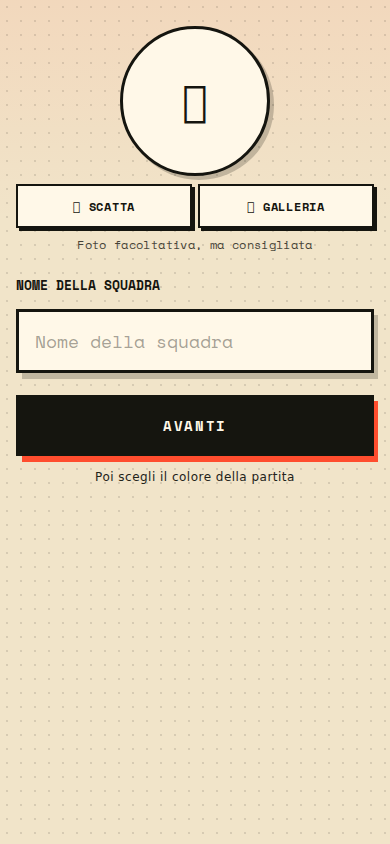 SCATTA
GALLERIA
Foto facoltativa, ma consigliata
NOME DELLA SQUADRA
Nome della squadra
AVANTI
Poi scegli il colore della partita